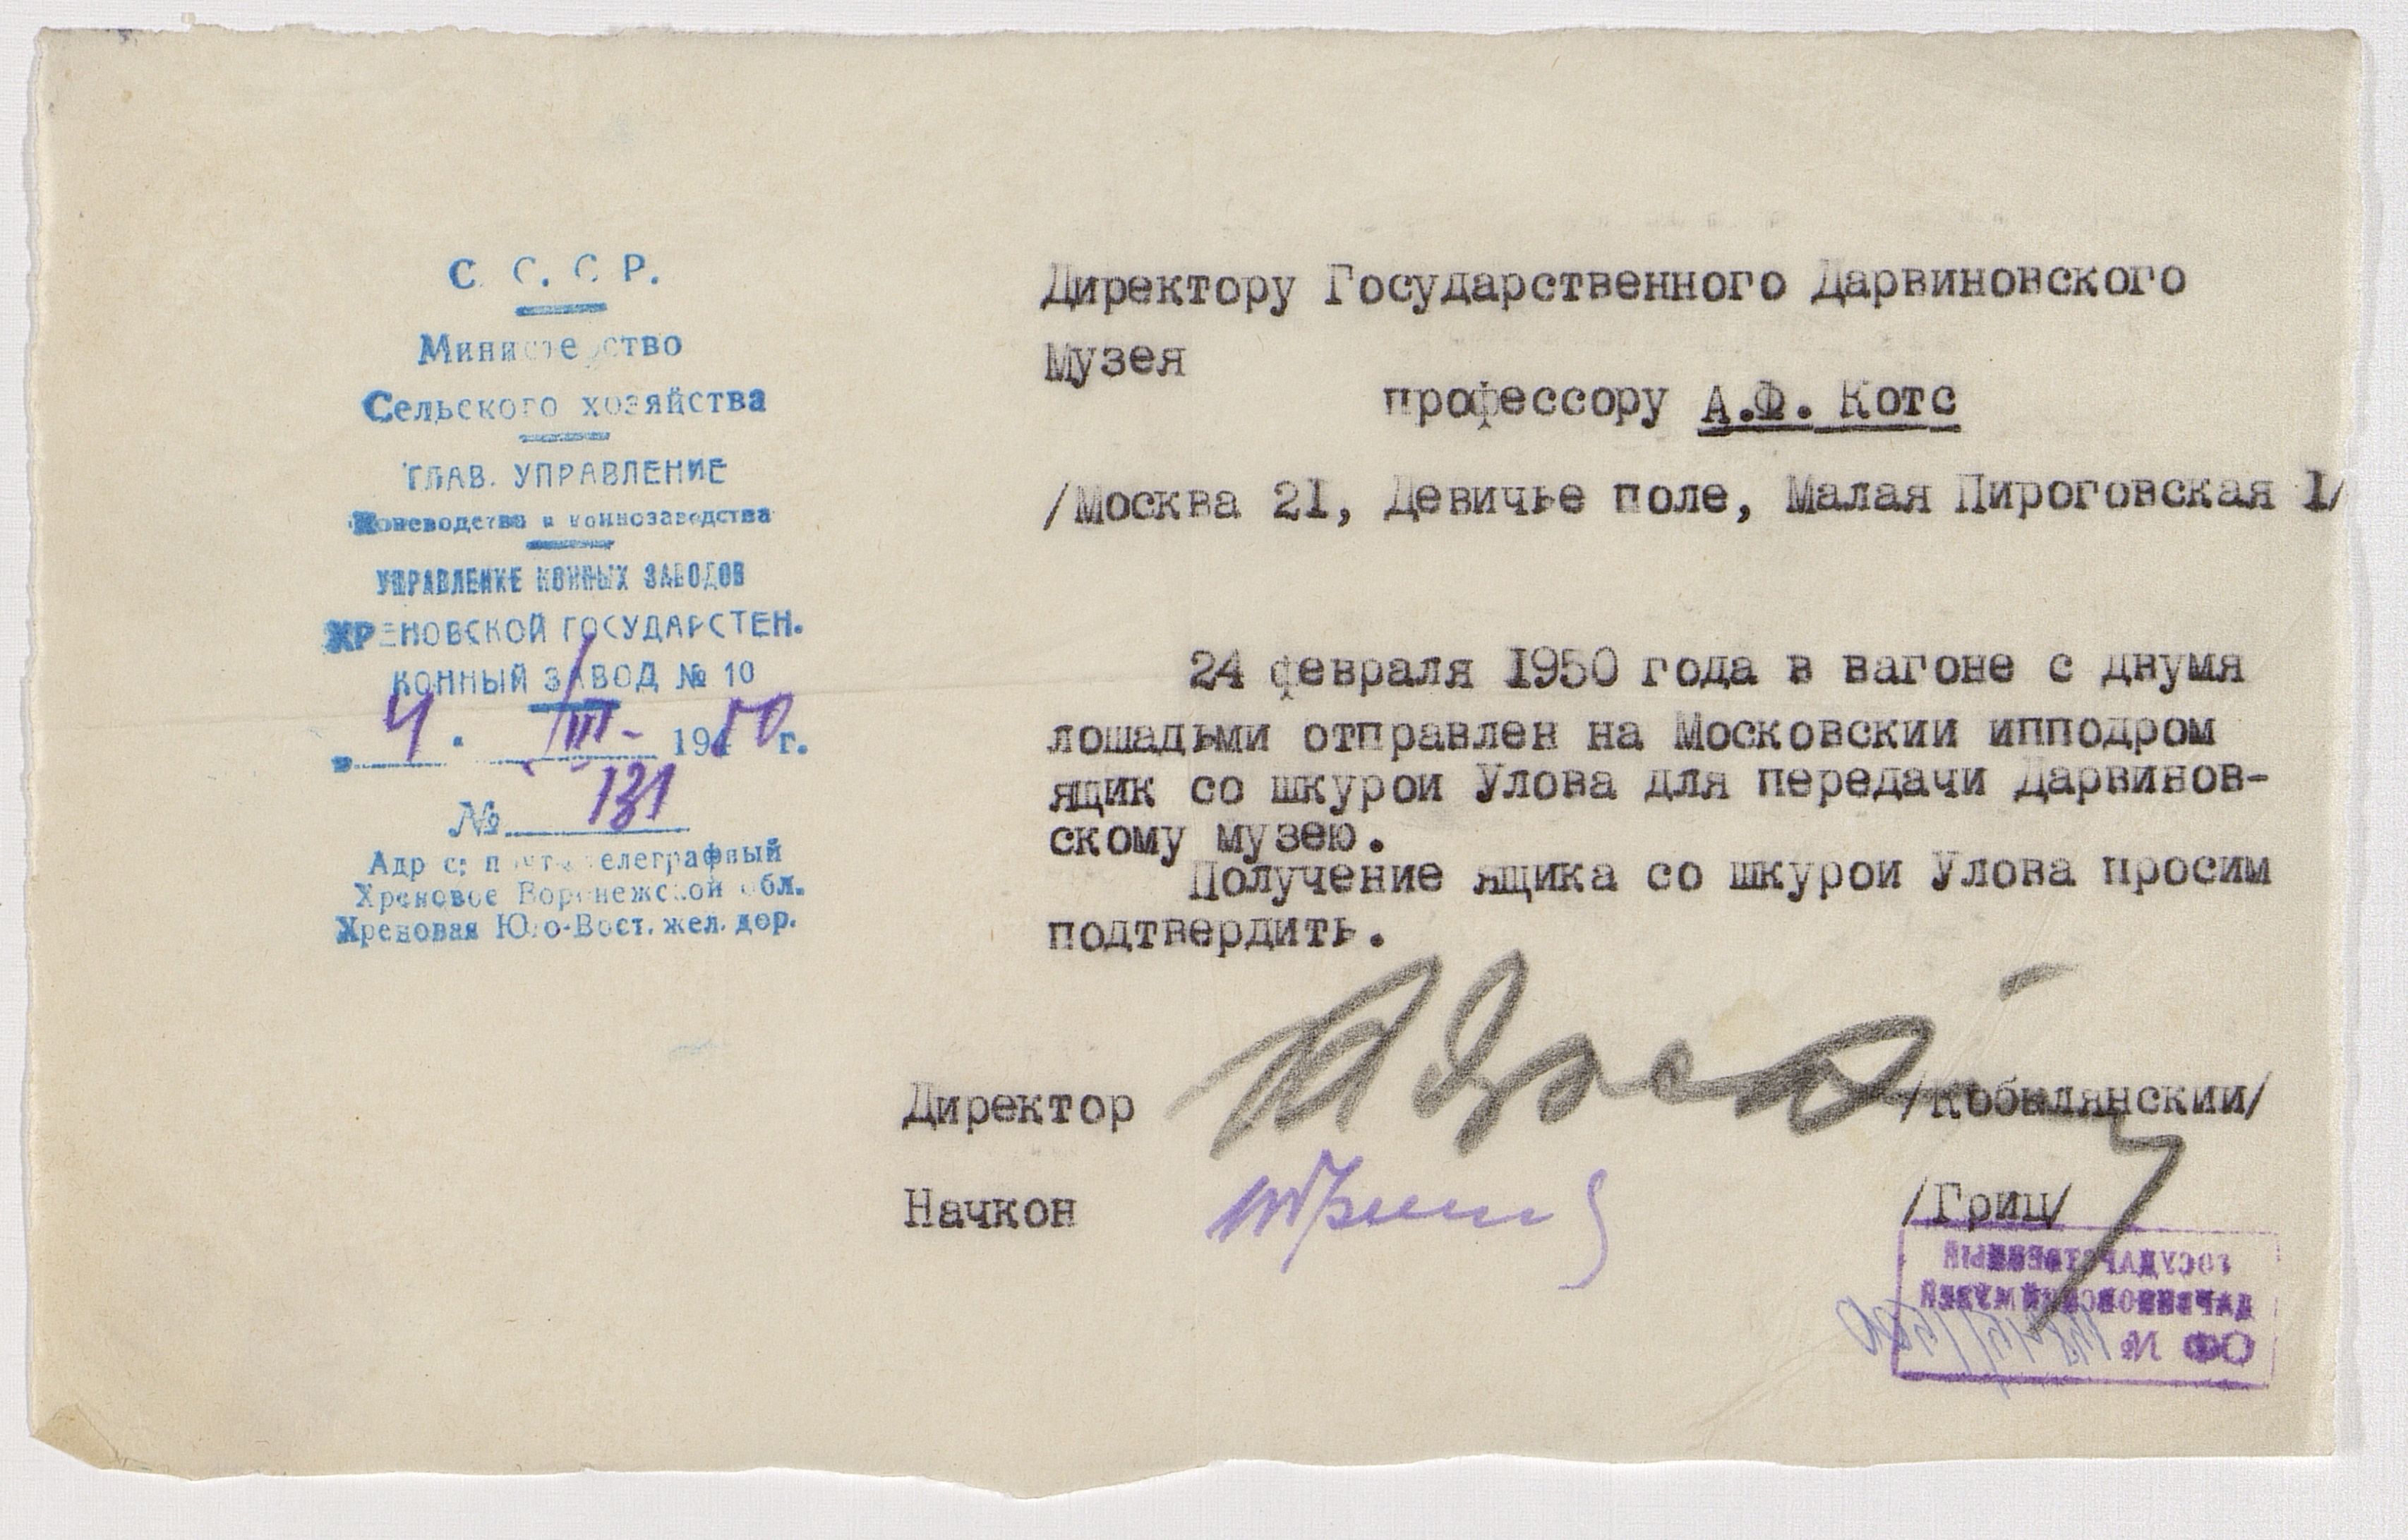 С. С. С. Р.
Министерство
Сельского хозяйства
ГЛАВ. УПРАВЛЕНИЕ
Коневодства и коннозаводства
УПРАВЛЕНИЕ КОННЫХ ЗАВОДОВ
ХРЕНОВСКОЙ ГОСУДАРСТЕН.
КОННЫЙ ЗАВОД № 10
„ 4 " III - 1950 г.
№ 131
Адрес: почтово телеграфный
Хреновое Воронежской обл.
Хреновая Юго-Вост. жел. дор.
Директору Государственного Дарвиновского
Музея
профессору А.Ф. Котс
/Москва 21, Девичье поле, Малая Пироговская 1/
24 февраля 1950 года в вагоне с двумя
лошадьми отправлен на Московский ипподром
ящик со шкурой Улова для передачи Дарвинов-
скому музею.
Получение ящика со шкурой Улова просим
подтвердить.
Директор /Кобылянский/
Начкон /Гриц/
ГОСУДАРСТВЕННЫЙ
ДАРВИНОВСКИЙ МУЗЕЙ
ОФ №